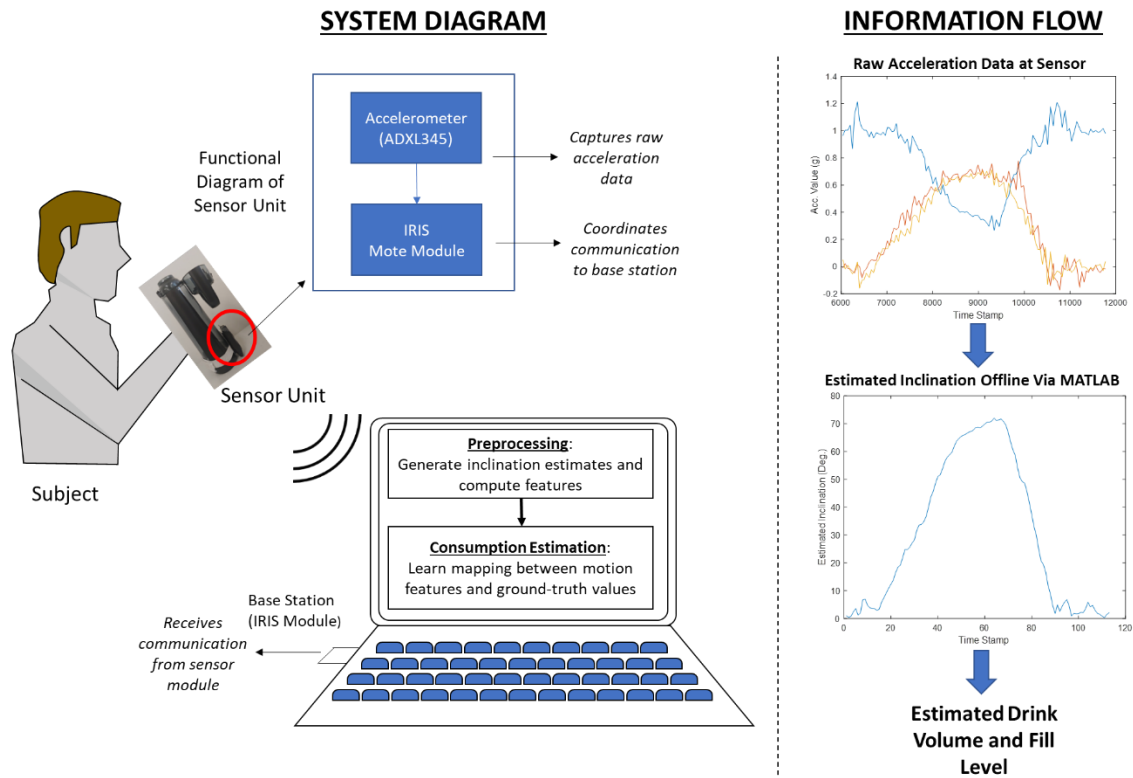 SYSTEM DIAGRAM
Functional
Diagram of
Sensor Unit
Accelerometer
(ADXL345)
IRIS
Mote Module
Captures raw
acceleration
data
Coordinates
communication
to base station
Sensor Unit
Subject
Preprocessing:
Generate inclination estimates and
compute features
Consumption Estimation:
Learn mapping between motion
features and ground-truth values
Base Station
(IRIS Module)
Receives
communication
from sensor
module
INFORMATION FLOW
Raw Acceleration Data at Sensor
1.4
1.2
1
0.8
0.6
0.4
0.2
0
-0.2
Acc. Value (g)
6000 7000 8000 9000 10000 11000 12000
Time Stamp
Estimated Inclination Offline Via MATLAB
80
70
60
50
40
30
20
10
0
Estimated Inclination (Deg.)
0 20 40 60 80 100 120
Time Stamp
Estimated Drink
Volume and Fill
Level